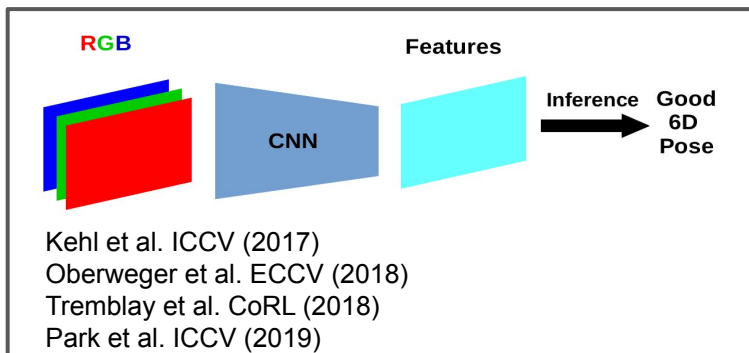 RGB
Features
CNN
Inference
Good
6D
Pose
Kehl et al. ICCV (2017)
Oberweger et al. ECCV (2018)
Tremblay et al. CoRL (2018)
Park et al. ICCV (2019)